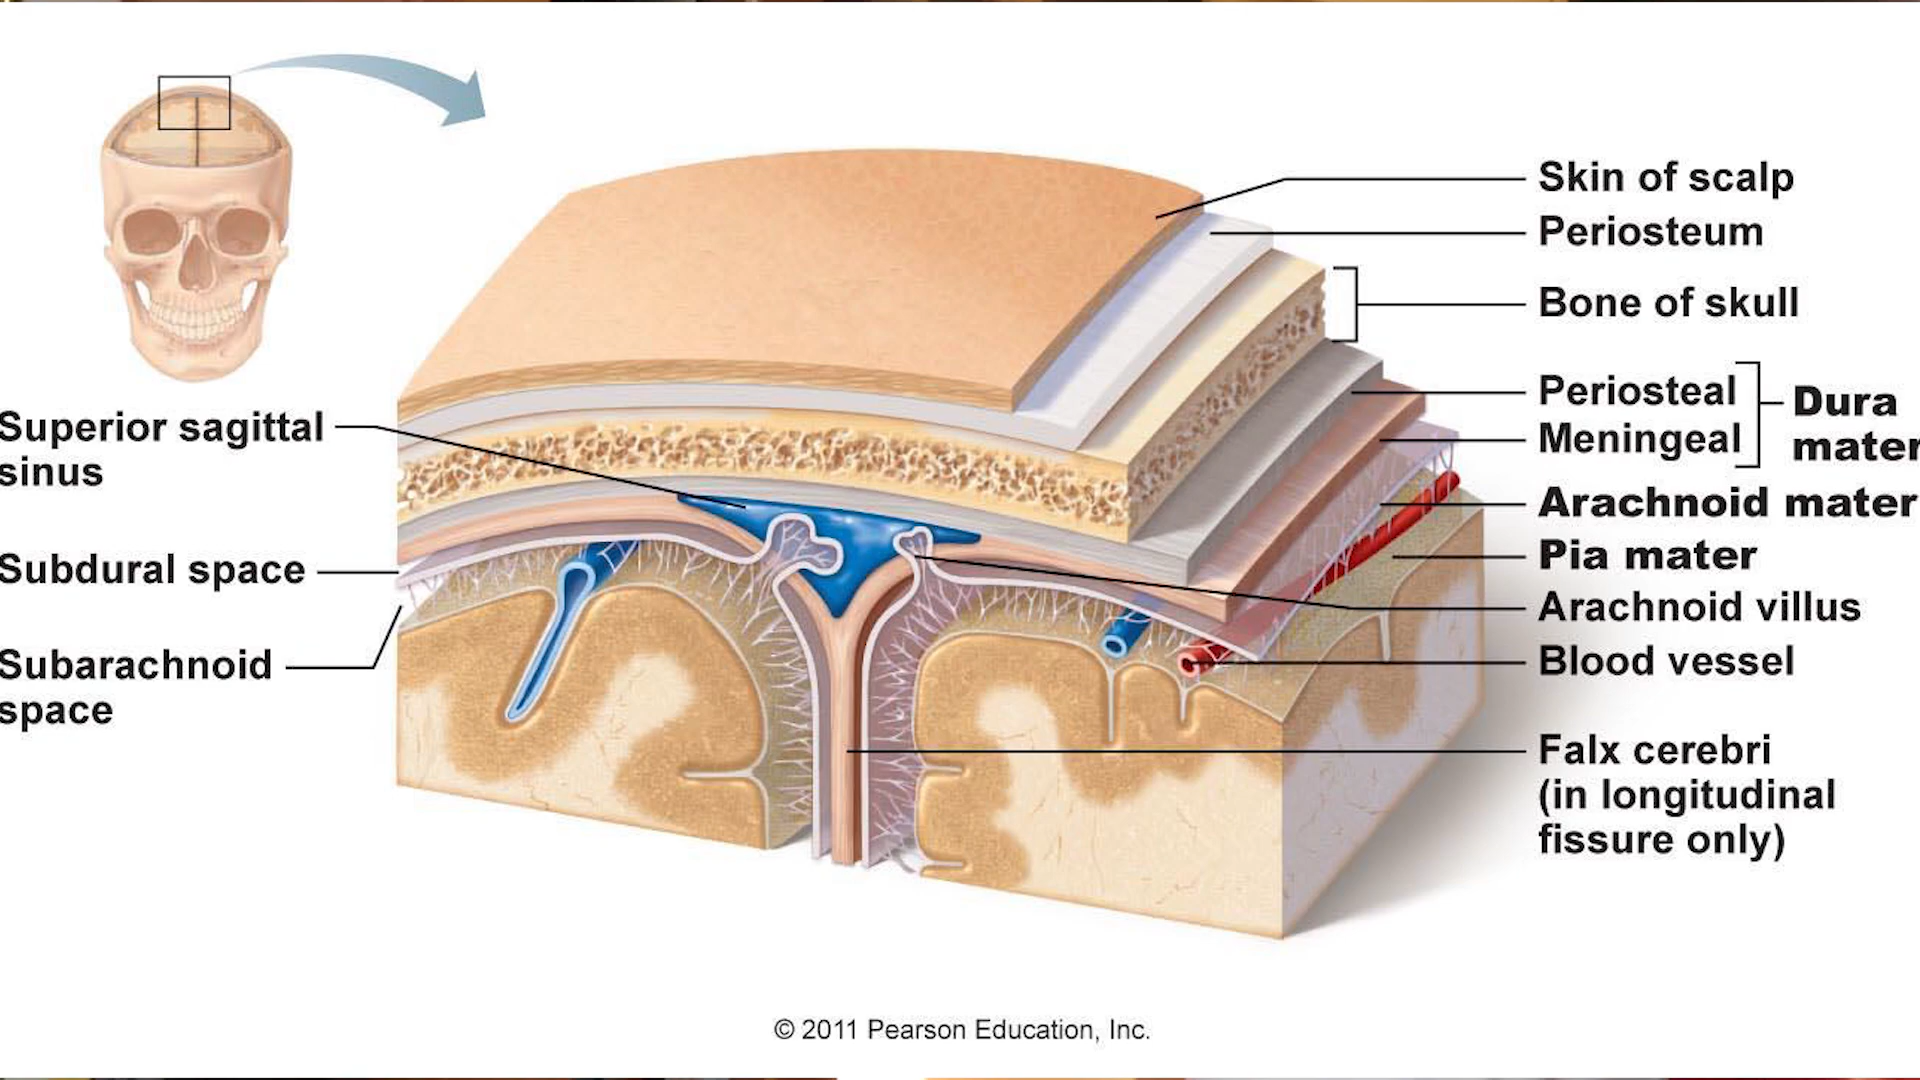 Skin of scalp
Periosteum
Bone of skull
Periosteal
Meningeal
Dura
mater
Arachnoid mater
Pia mater
Arachnoid villus
Blood vessel
Falx cerebri
(in longitudinal
fissure only)
Superior sagittal
sinus
Subdural space
Subarachnoid
space
© 2011 Pearson Education, Inc.